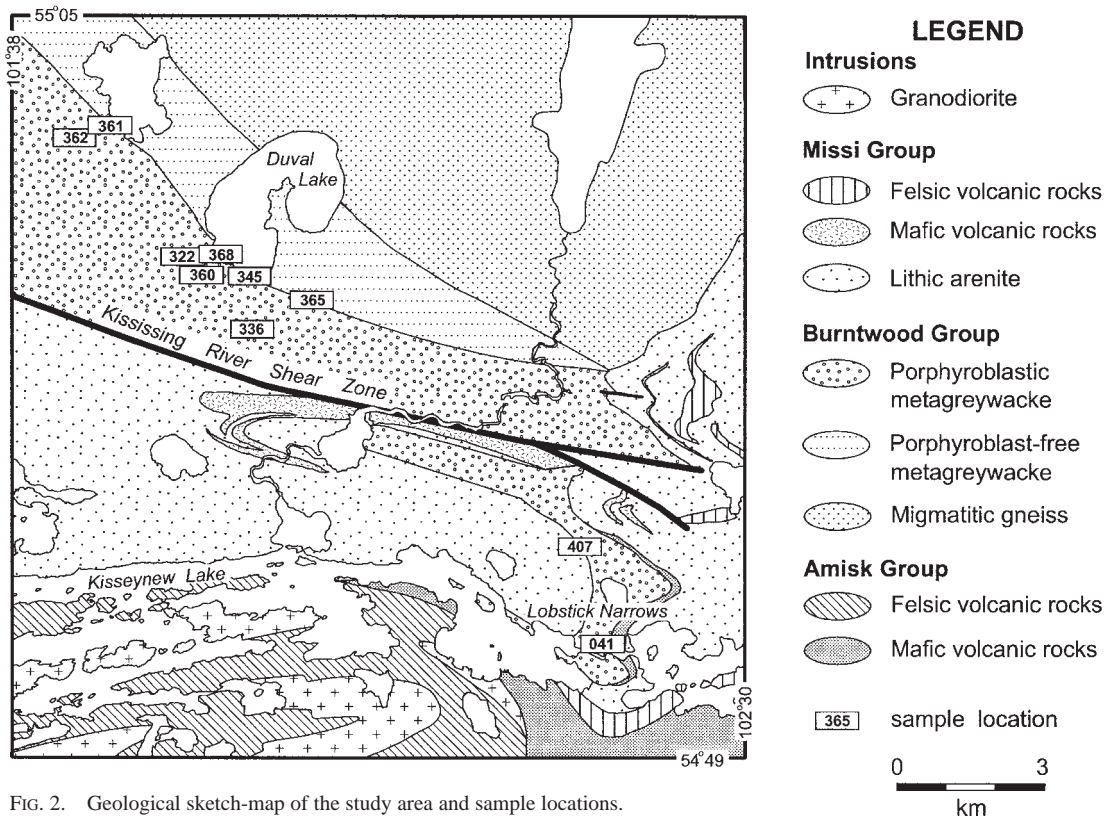 55°05
101°38
361
362
Duval
Lake
322
368
360
345
365
336
Kississing River Shear Zone
407
Kisseynew Lake
Lobstick Narrows
041
102°30
54°49
LEGEND
Intrusions
Granodiorite
Missi Group
Felsic volcanic rocks
Mafic volcanic rocks
Lithic arenite
Burntwood Group
Porphyroblastic
metagreywacke
Porphyroblast-free
metagreywacke
Migmatitic gneiss
Amisk Group
Felsic volcanic rocks
Mafic volcanic rocks
365
sample location
0 3
km
FIG. 2. Geological sketch-map of the study area and sample locations.